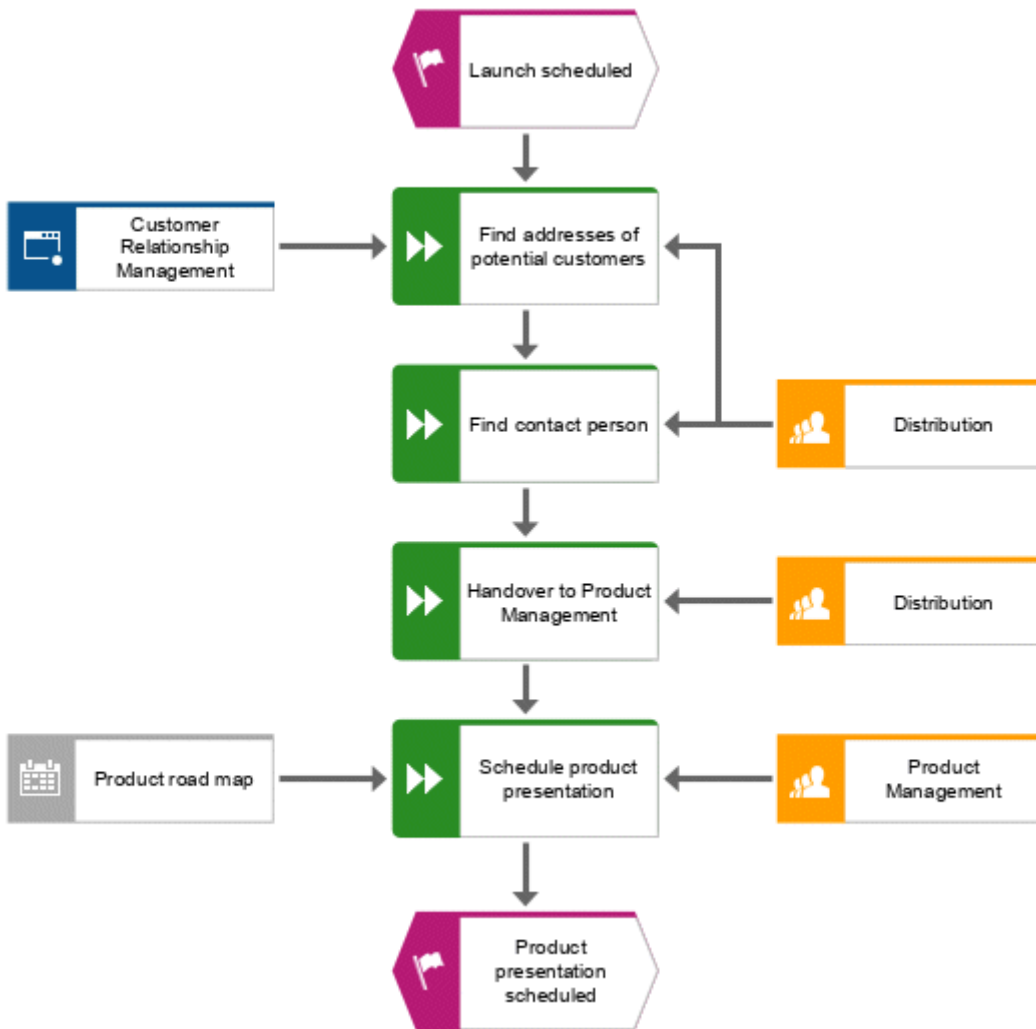 Launch scheduled
Customer
Relationship
Management
Find addresses of
potential customers
Find contact person
Distribution
Handover to Product
Management
Distribution
Product road map
Schedule product
presentation
Product
Management
Product
presentation
scheduled